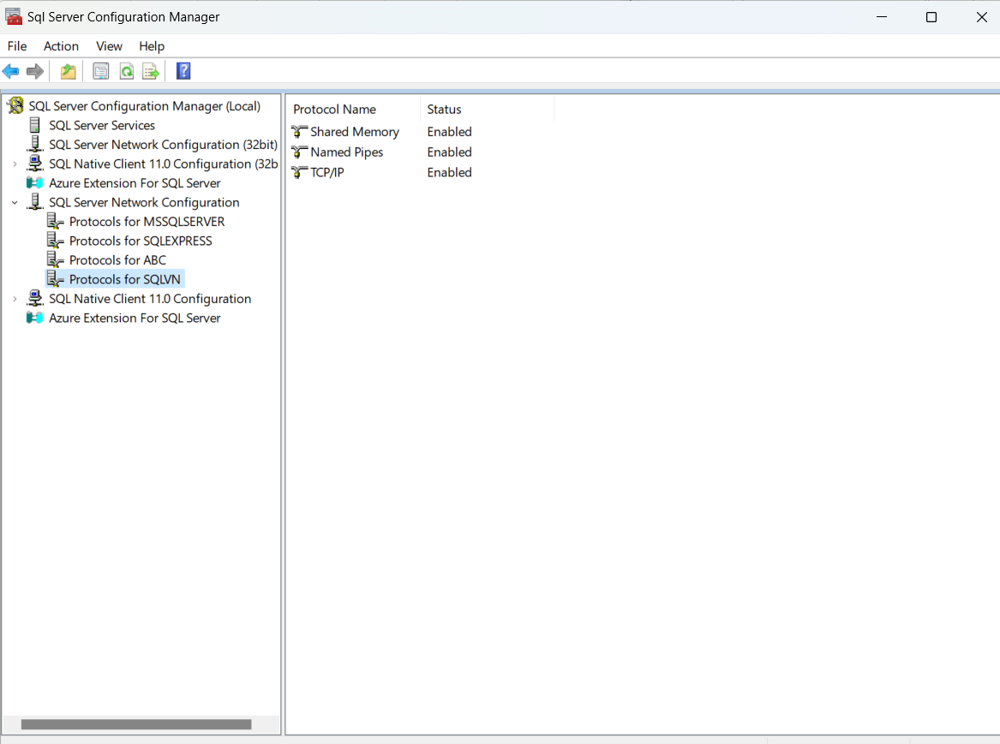 Sql Server Configuration Manager
File Action View Help
SQL Server Configuration Manager (Local)
SQL Server Services
SQL Server Network Configuration (32bit)
SQL Native Client 11.0 Configuration (32b
Azure Extension For SQL Server
SQL Server Network Configuration
Protocols for MSSQLSERVER
Protocols for SQLEXPRESS
Protocols for ABC
Protocols for SQLVN
SQL Native Client 11.0 Configuration
Azure Extension For SQL Server
Protocol Name Status
Shared Memory Enabled
Named Pipes Enabled
TCP/IP Enabled